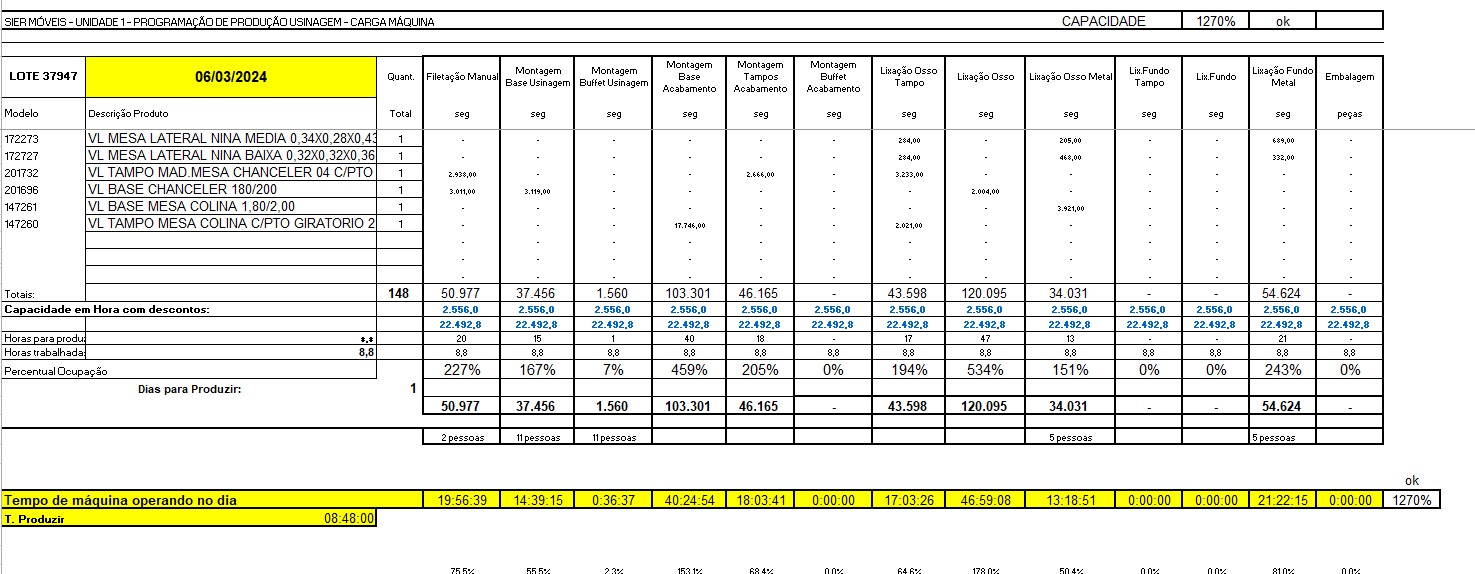 SIER MÓVEIS - UNIDADE 1 - PROGRAMAÇÃO DE PRODUÇÃO USINAGEM - CARGA MÁQUINA CAPACIDADE 1270% ok
LOTE 37947 06/03/2024 Quant. Filetação Manual Montagem Base Usinagem Montagem Buffet Usinagem Montagem Base Acabamento Montagem Tampos Acabamento Montagem Buffet Acabamento Lixação Osso Tampo Lixação Osso Lixação Osso Metal Lix.Fundo Tampo Lix.Fundo Lixação Fundo Metal Embalagem
Modelo Descrição Produto Total seg seg seg seg seg seg seg seg seg seg seg seg peças
172273 VL MESA LATERAL NINA MEDIA 0,34X0,28X0,43 1 - - - - - - 284,00 - 205,00 - - 689,00 -
172727 VL MESA LATERAL NINA BAIXA 0,32X0,32X0,36 1 - - - - - - 284,00 - 468,00 - - 332,00 -
201732 VL TAMPO MAD.MESA CHANCELER 04 C/PTO 1 2.938,00 - - - 2.666,00 - 3.233,00 - - - - - -
201696 VL BASE CHANCELER 180/200 1 3.011,00 3.119,00 - - - - - 2.004,00 - - - - -
147261 VL BASE MESA COLINA 1,80/2,00 1 - - - - - - - - 3.921,00 - - - -
147260 VL TAMPO MESA COLINA C/PTO GIRATORIO 2 1 - - - 17.746,00 - - 2.021,00 - - - - - -
- - - - - - - - - - - - -
- - - - - - - - - - - - -
- - - - - - - - - - - - -
Totais: 148 50.977 37.456 1.560 103.301 46.165 - 43.598 120.095 34.031 - - 54.624 -
Capacidade em Hora com descontos: 2.556,0 2.556,0 2.556,0 2.556,0 2.556,0 2.556,0 2.556,0 2.556,0 2.556,0 2.556,0 2.556,0 2.556,0 2.556,0
22.492,8 22.492,8 22.492,8 22.492,8 22.492,8 22.492,8 22.492,8 22.492,8 22.492,8 22.492,8 22.492,8 22.492,8 22.492,8
Horas para produz *.* 20 15 1 40 18 - 17 47 13 - - 21 -
Horas trabalhadas 8,8 8,8 8,8 8,8 8,8 8,8 8,8 8,8 8,8 8,8 8,8 8,8 8,8 8,8
Percentual Ocupação 227% 167% 7% 459% 205% 0% 194% 534% 151% 0% 0% 243% 0%
Dias para Produzir: 1
50.977 37.456 1.560 103.301 46.165 - 43.598 120.095 34.031 - - 54.624 -
2 pessoas 11 pessoas 11 pessoas 5 pessoas 5 pessoas
ok
Tempo de máquina operando no dia 19:56:39 14:39:15 0:36:37 40:24:54 18:03:41 0:00:00 17:03:26 46:59:08 13:18:51 0:00:00 0:00:00 21:22:15 0:00:00 1270%
T. Produzir 08:48:00
75,5% 55,5% 2,3% 153,1% 68,4% 0,0% 64,6% 178,0% 50,4% 0,0% 0,0% 81,0% 0,0%